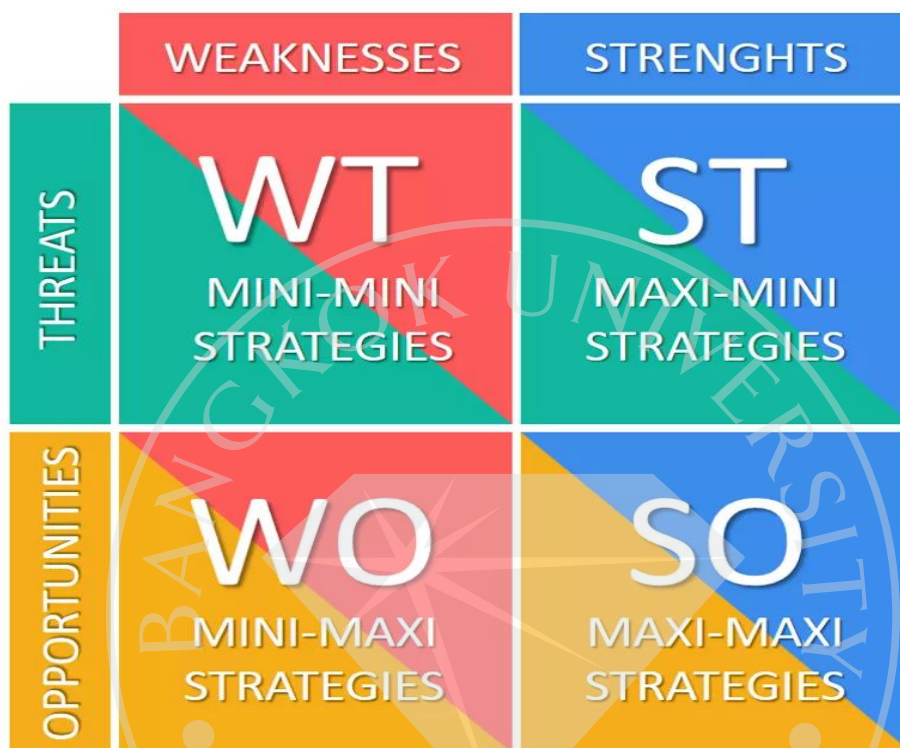 WEAKNESSES
STRENGHTS
THREATS
WT
MINI-MINI
STRATEGIES
ST
MAXI-MINI
STRATEGIES
OPPORTUNITIES
WO
MINI-MAXI
STRATEGIES
SO
MAXI-MAXI
STRATEGIES
BANGKOK UNIVERSITY